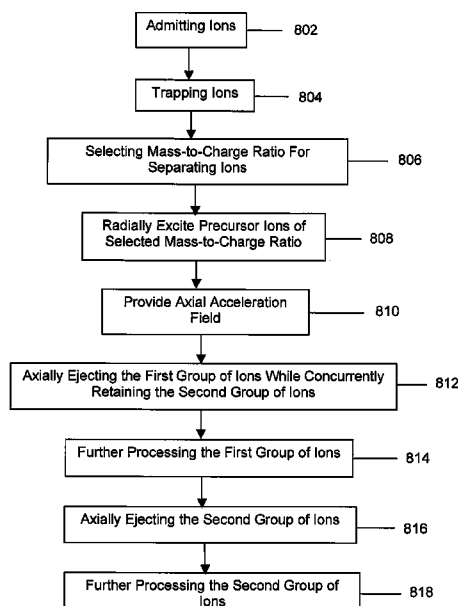 Admitting Ions
802
Trapping Ions
804
Selecting Mass-to-Charge Ratio For
Separating Ions
806
Radially Excite Precursor Ions of
Selected Mass-to-Charge Ratio
808
Provide Axial Acceleration
Field
810
Axially Ejecting the First Group of Ions While Concurrently
Retaining the Second Group of Ions
812
Further Processing the First Group of Ions
814
Axially Ejecting the Second Group of Ions
816
Further Processing the Second Group of
Ions
818